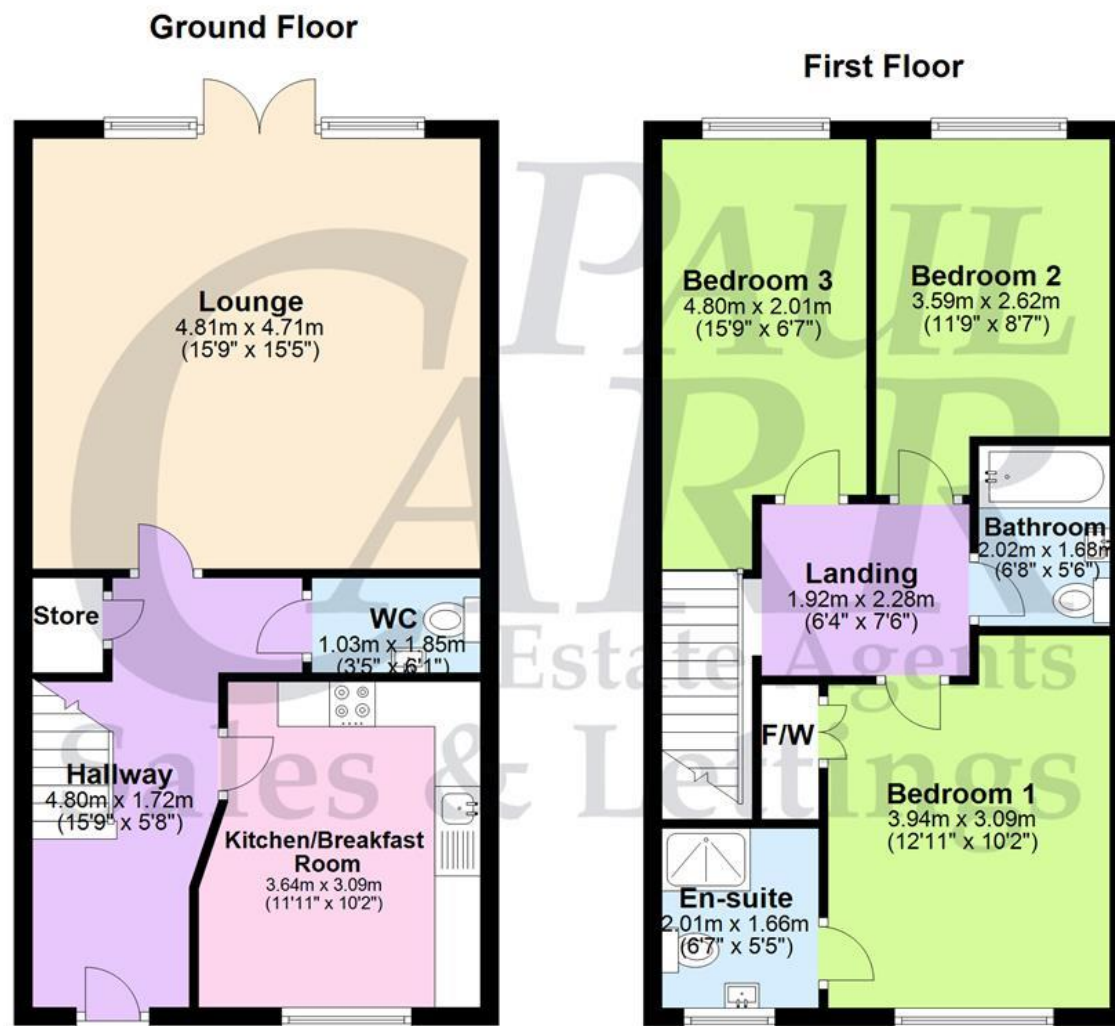 Ground Floor
First Floor
Lounge
4.81m x 4.71m
(15'9" x 15'5")
Bedroom 3
4.80m x 2.01m
(15'9" x 6'7")
Bedroom 2
3.59m x 2.62m
(11'9" x 8'7")
Store
WC
1.03m x 1.85m
(3'5" x 6'1")
Landing
1.92m x 2.28m
(6'4" x 7'6")
Bathroom
2.02m x 1.68m
(6'8" x 5'6")
Hallway
4.80m x 1.72m
(15'9" x 5'8")
Kitchen/Breakfast
Room
3.64m x 3.09m
(11'11" x 10'2")
F/W
Bedroom 1
3.94m x 3.09m
(12'11" x 10'2")
En-suite
2.01m x 1.66m
(6'7" x 5'5")
PAUL
CARR
Estate Agents
Sales & Lettings